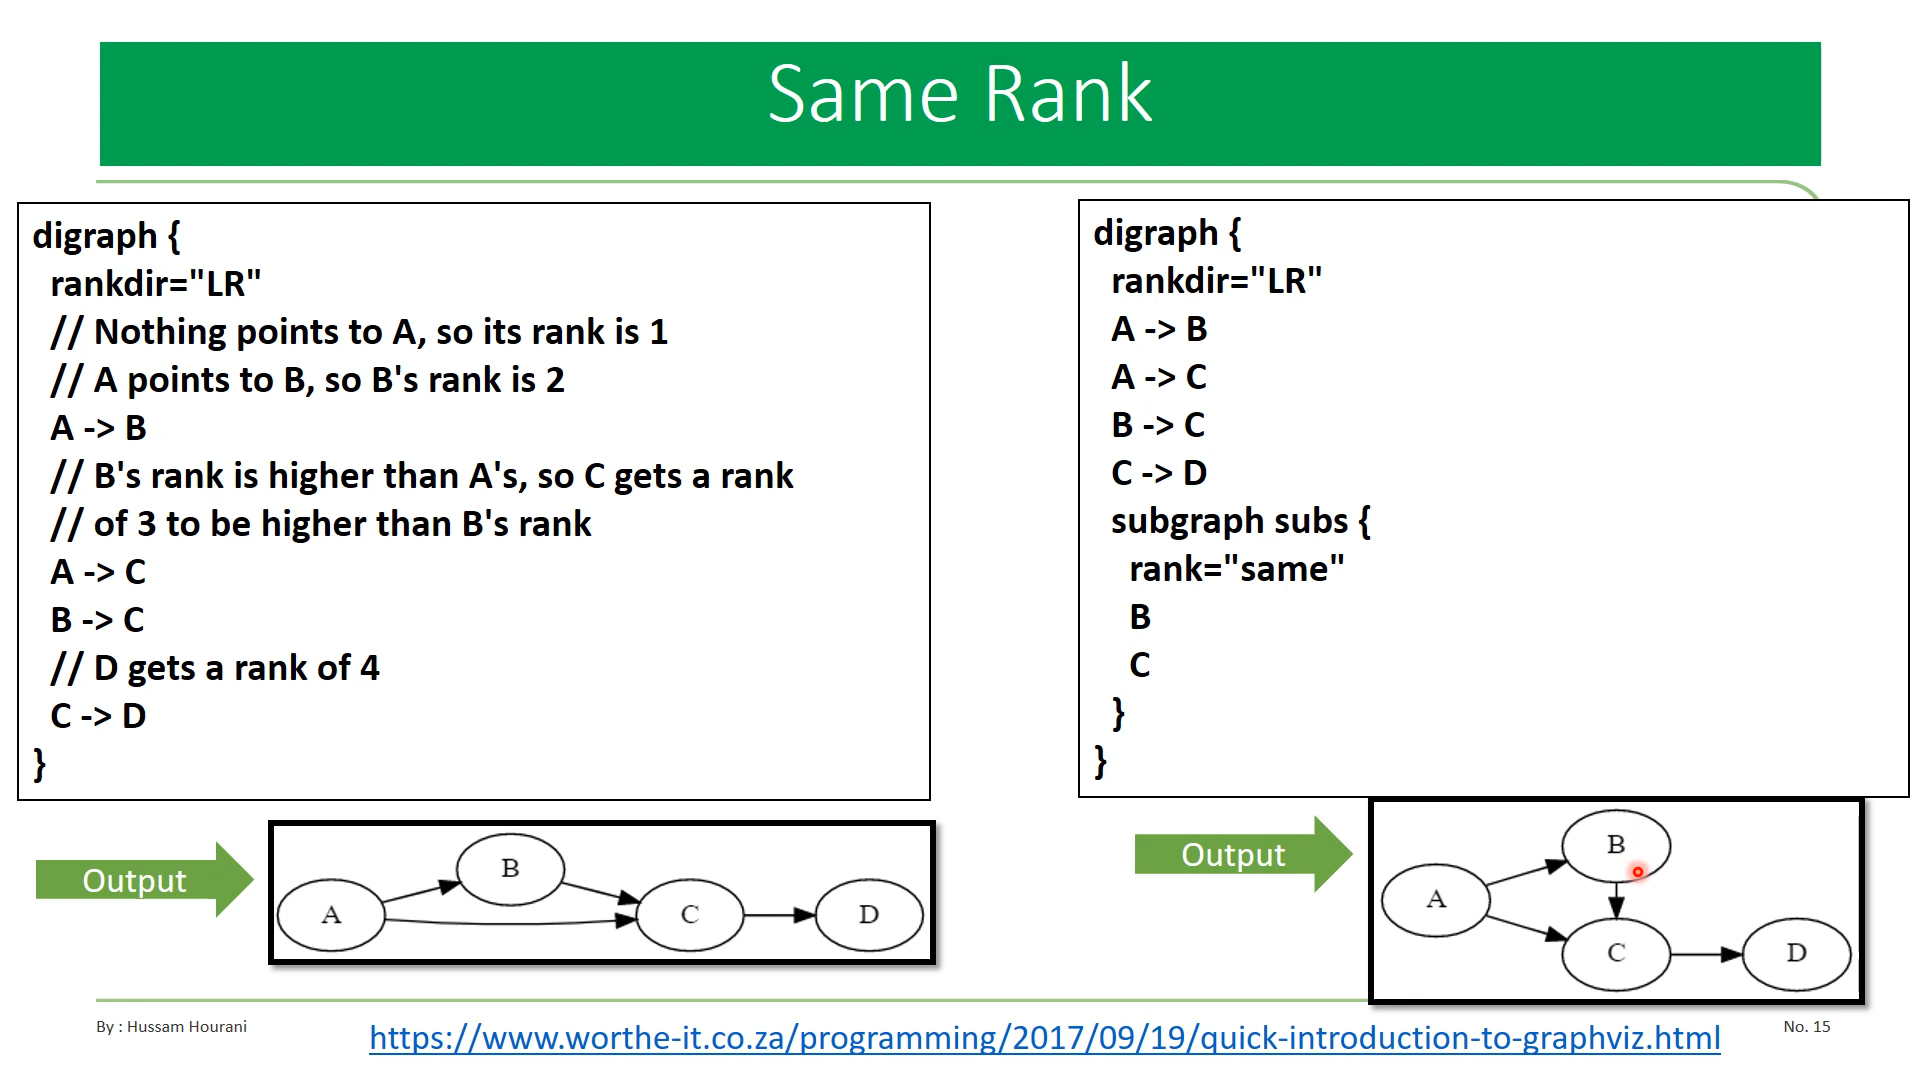 Same Rank
digraph {
rankdir="LR"
// Nothing points to A, so its rank is 1
// A points to B, so B's rank is 2
A -> B
// B's rank is higher than A's, so C gets a rank
// of 3 to be higher than B's rank
A -> C
B -> C
// D gets a rank of 4
C -> D
}
digraph {
rankdir="LR"
A -> B
A -> C
B -> C
C -> D
subgraph subs {
rank="same"
B
C
}
}
Output
A
B
C
D
Output
A
B
C
D
By : Hussam Hourani
https://www.worthe-it.co.za/programming/2017/09/19/quick-introduction-to-graphviz.html
No. 15